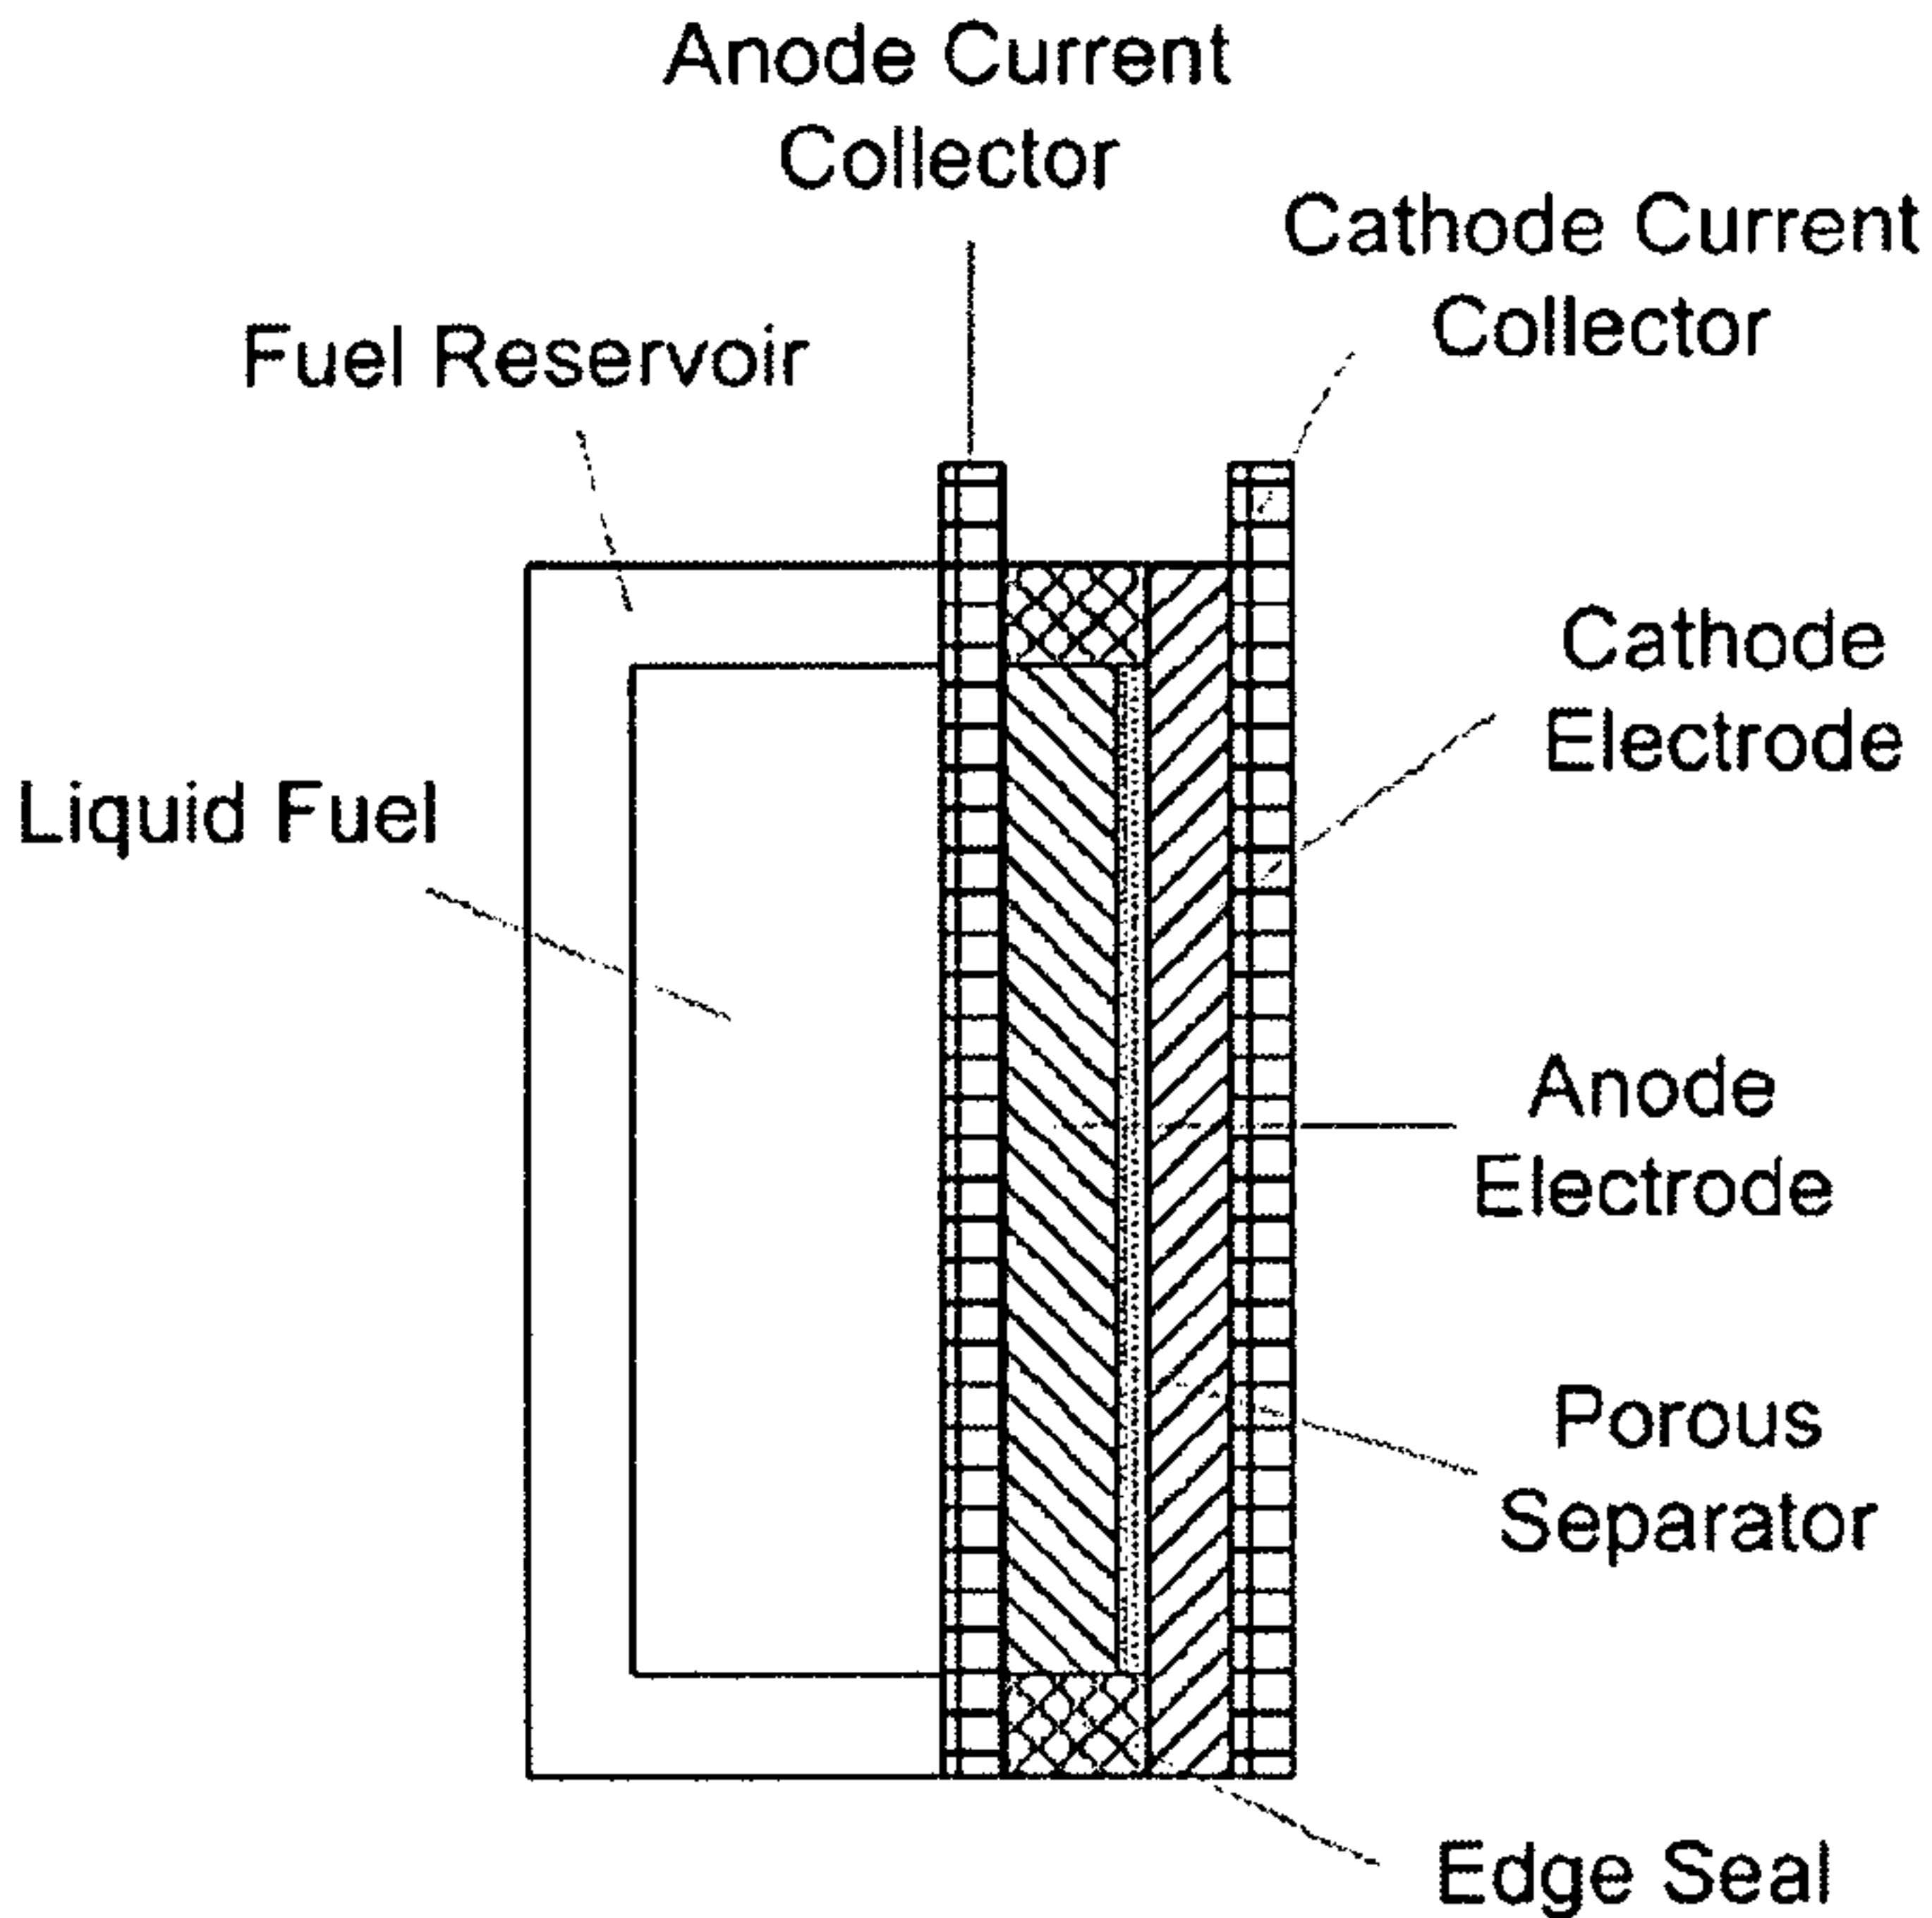 Anode Current
Collector
Cathode Current
Collector
Fuel Reservoir
Cathode
Electrode
Liquid Fuel
Anode
Electrode
Porous
Separator
Edge Seal